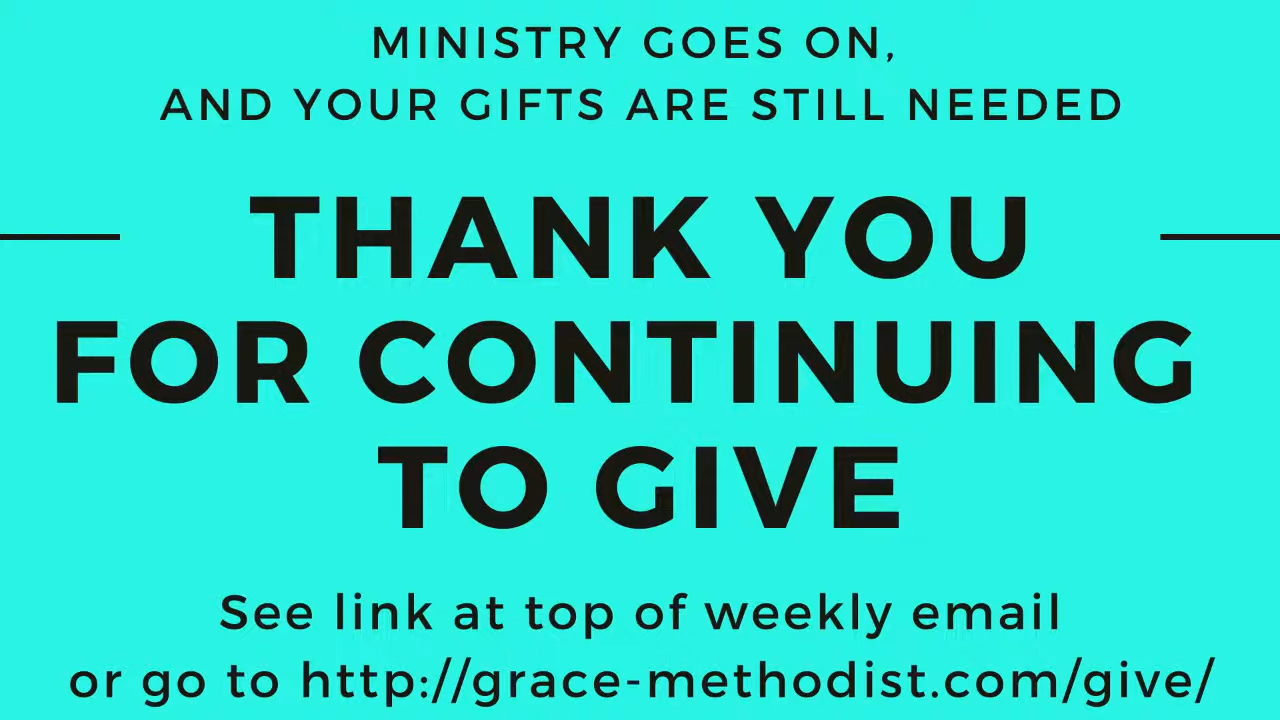 MINISTRY GOES ON,
AND YOUR GIFTS ARE STILL NEEDED
THANK YOU
FOR CONTINUING
TO GIVE
See link at top of weekly email
or go to http://grace-methodist.com/give/